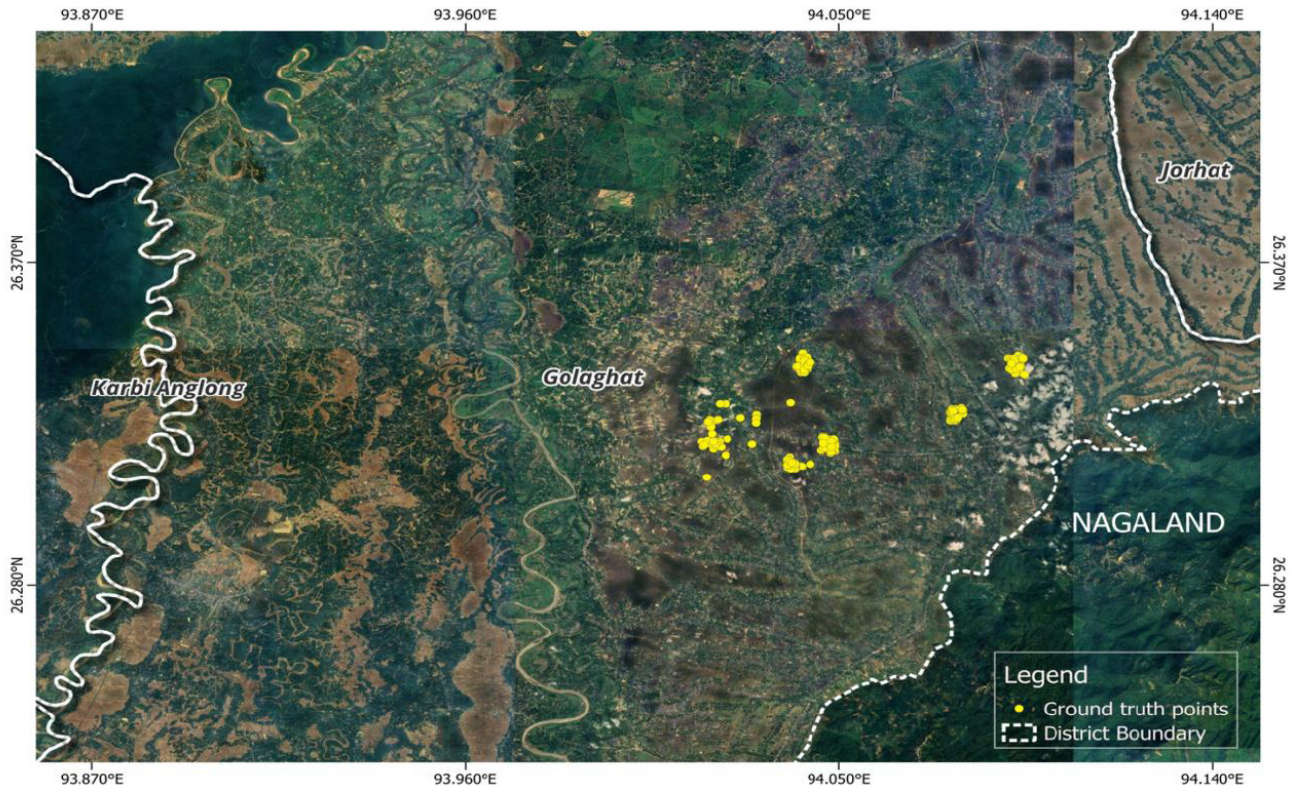 93.870°E 93.960°E 94.050°E 94.140°E
Jorhat
26.370°N 26.370°N
Karbi Anglong Golaghat
NAGALAND
26.280°N 26.280°N
Legend
Ground truth points
District Boundary
93.870°E 93.960°E 94.050°E 94.140°E